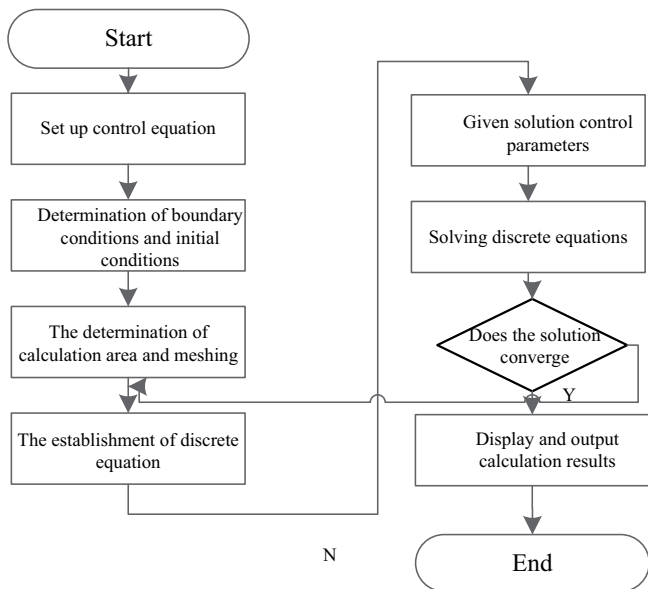 Start
Set up control equation
Determination of boundary
conditions and initial
conditions
The determination of
calculation area and meshing
The establishment of discrete
equation
Given solution control
parameters
Solving discrete equations
Does the solution
converge
Y
Display and output
calculation results
N
End